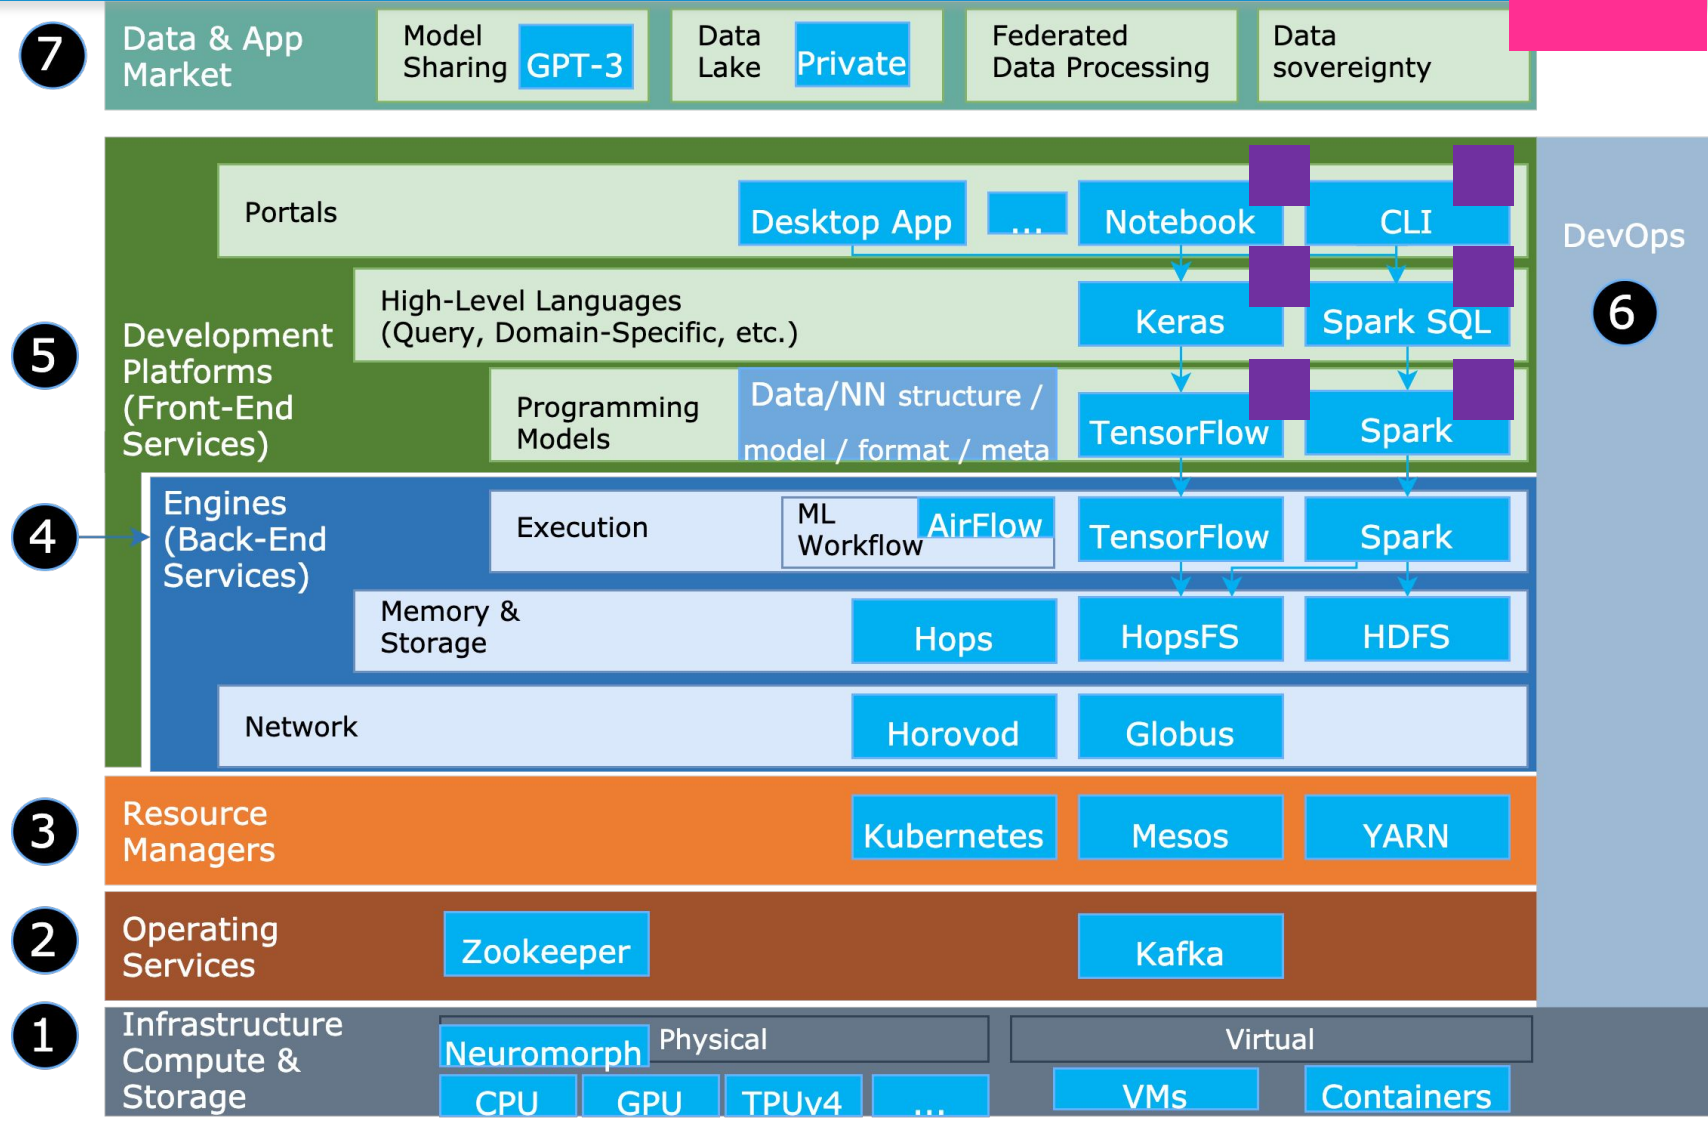 7
Data & App
Market
Model
Sharing
GPT-3
Data
Lake
Private
Federated
Data Processing
Data
sovereignty
Portals
Desktop App
...
Notebook
CLI
DevOps
6
5
Development
Platforms
(Front-End
Services)
High-Level Languages
(Query, Domain-Specific, etc.)
Keras
Spark SQL
Programming
Models
Data/NN structure /
model / format / meta
TensorFlow
Spark
4
Engines
(Back-End
Services)
Execution
ML
Workflow
AirFlow
TensorFlow
Spark
Memory &
Storage
Hops
HopsFS
HDFS
Network
Horovod
Globus
3
Resource
Managers
Kubernetes
Mesos
YARN
2
Operating
Services
Zookeeper
Kafka
1
Infrastructure
Compute &
Storage
Neuromorph
Physical
CPU
GPU
TPUv4
...
Virtual
VMs
Containers